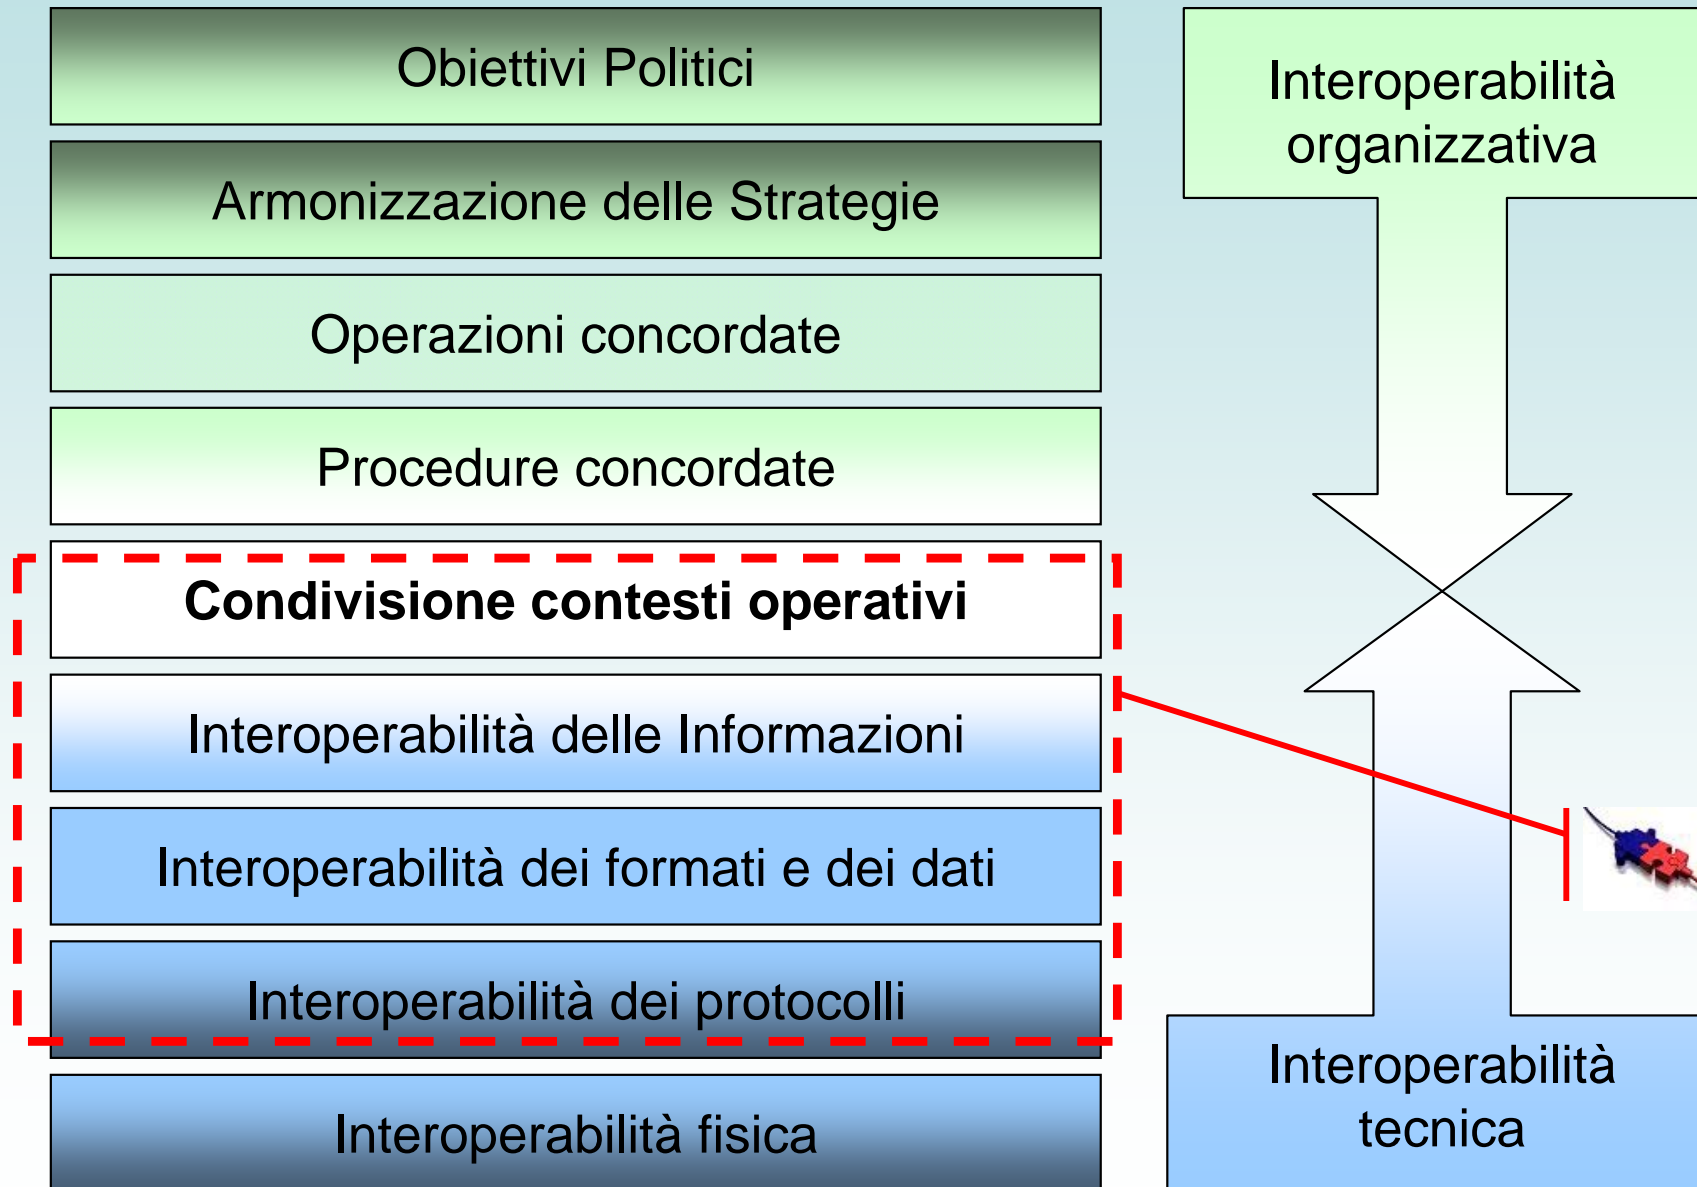 Obiettivi Politici
Armonizzazione delle Strategie
Operazioni concordate
Procedure concordate
Condivisione contesti operativi
Interoperabilità delle Informazioni
Interoperabilità dei formati e dei dati
Interoperabilità dei protocolli
Interoperabilità fisica
Interoperabilità
organizzativa
Interoperabilità
tecnica